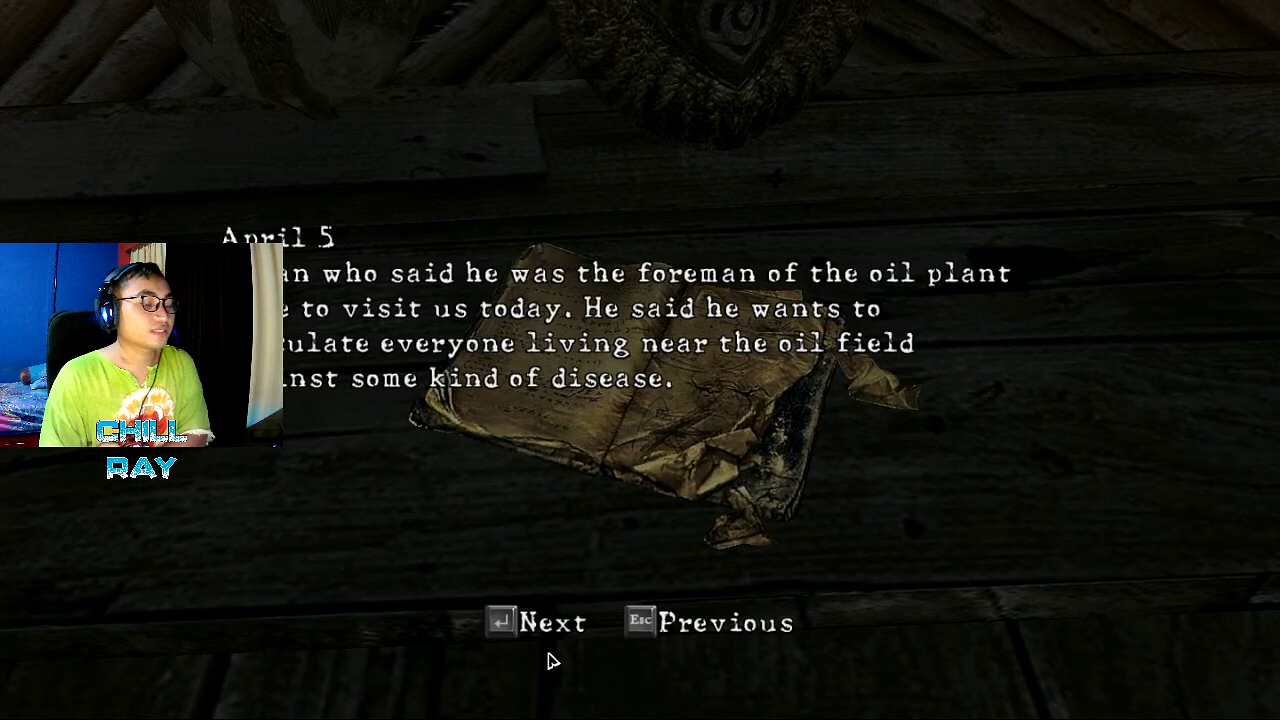 April 5
an who said he was the foreman of the oil plant
e to visit us today. He said he wants to
ulate everyone living near the oil field
inst some kind of disease.
CHILL
RAY
Esc
Next Previous